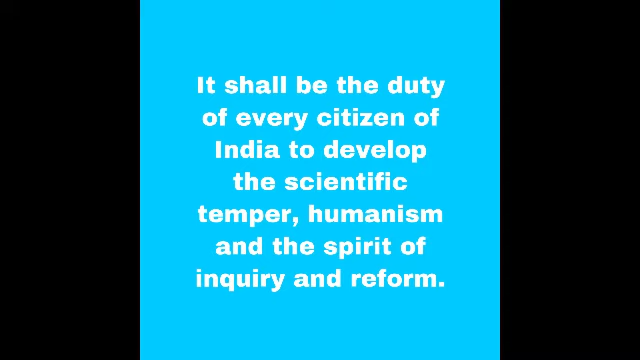 It shall be the duty
of every citizen of
India to develop
the scientific
temper, humanism
and the spirit of
inquiry and reform.